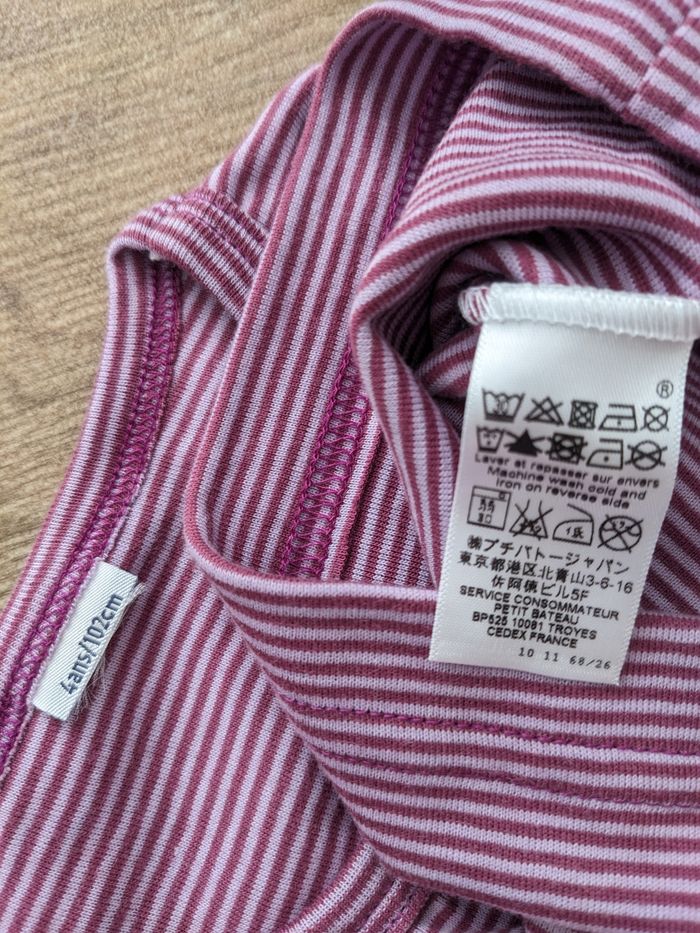 4ans/102cm
®
Laver et repasser sur envers
Machine wash cold and
iron on reverse side
㈱プチバトージャパン
東京都港区北青山3-6-16
佐阿徳ビル5F
SERVICE CONSOMMATEUR
PETIT BATEAU
BP525 10081 TROYES
CEDEX FRANCE
10 11 68/26